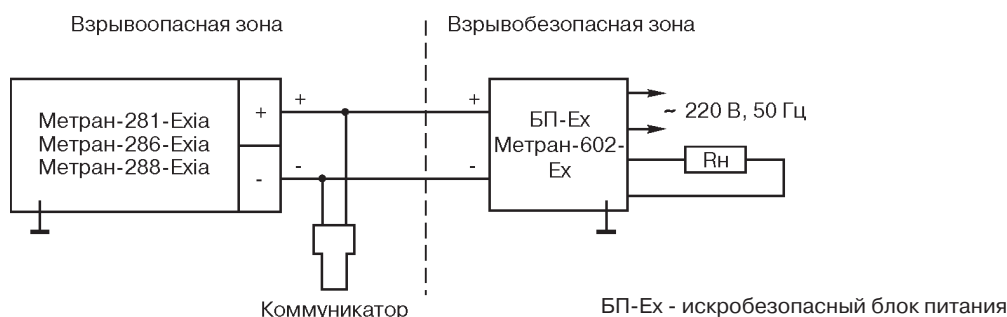 Взрывоопасная зона
Взрывобезопасная зона
Метран-281-Exia
Метран-286-Exia
Метран-288-Exia
+
-
+
-
+
-
БП-Ех
Метран-602-
Ех
~ 220 В, 50 Гц
Rн
Коммуникатор
БП-Ех - искробезопасный блок питания